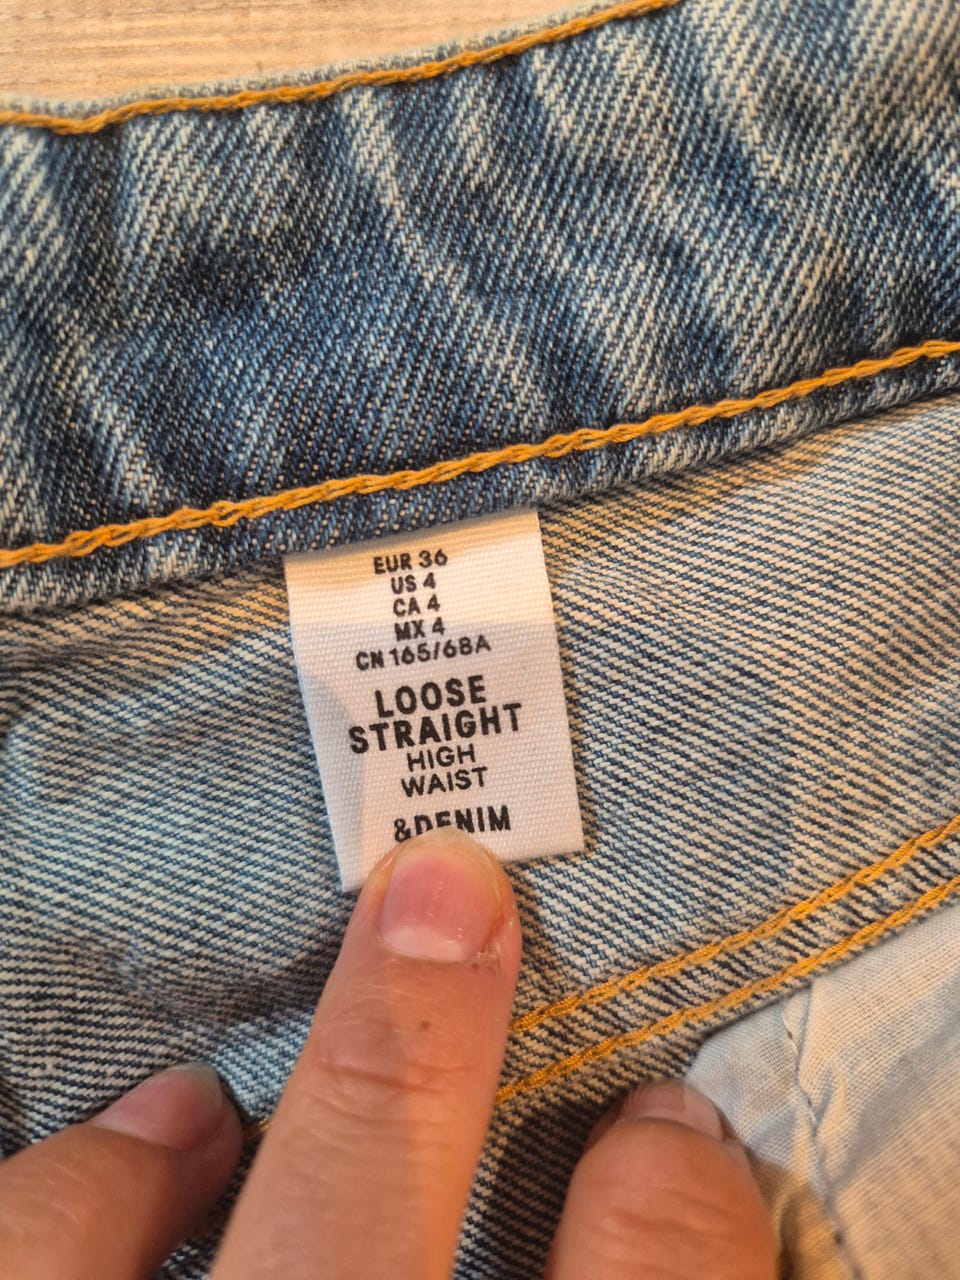 EUR 36
US 4
CA 4
MX 4
CN 165/68A
LOOSE
STRAIGHT
HIGH
WAIST
&DENIM